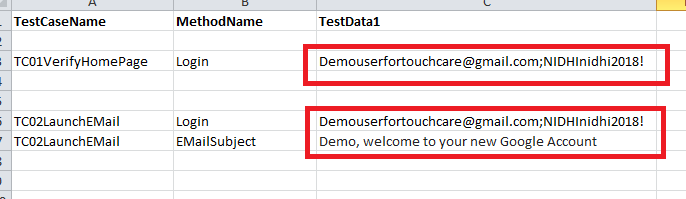 A B C
TestCaseName MethodName TestData1
TC01VerifyHomePage Login Demouserfortouchcare@gmail.com;NIDHInidhi2018!
TC02LaunchEMail Login Demouserfortouchcare@gmail.com;NIDHInidhi2018!
TC02LaunchEMail EMailSubject Demo, welcome to your new Google Account